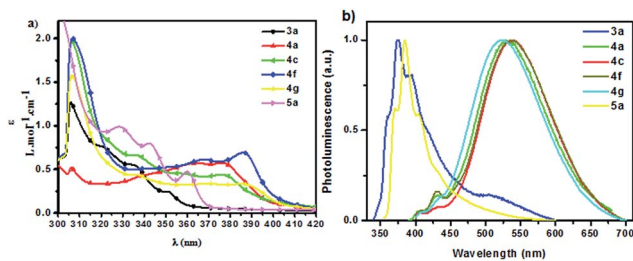 a)
ε
L.mol⁻¹.cm⁻¹
2.0
1.5
1.0
0.5
0.0
300 310 320 330 340 350 360 370 380 390 400 410 420
λ (nm)
3a
4a
4c
4f
4g
5a
b)
Photoluminescence (a.u.)
1.0
0.5
0.0
350 400 450 500 550 600 650 700
Wavelength (nm)
3a
4a
4c
4f
4g
5a